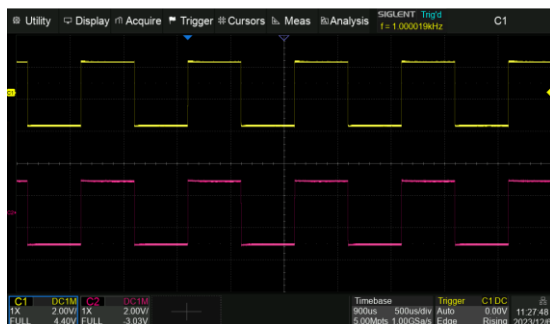 Utility Display Acquire Trigger Cursors Meas Analysis SIGLENT Trig'd C1
f = 1.000019kHz
C1
C2
C1 DC1M C2 DC1M Timebase Trigger C1 DC
1X 2.00V/ 1X 2.00V/ 900us 500us/div Auto 0.00V 11:27:48
FULL 4.40V FULL -3.03V 5.00Mpts 1.00GSa/s Edge Rising